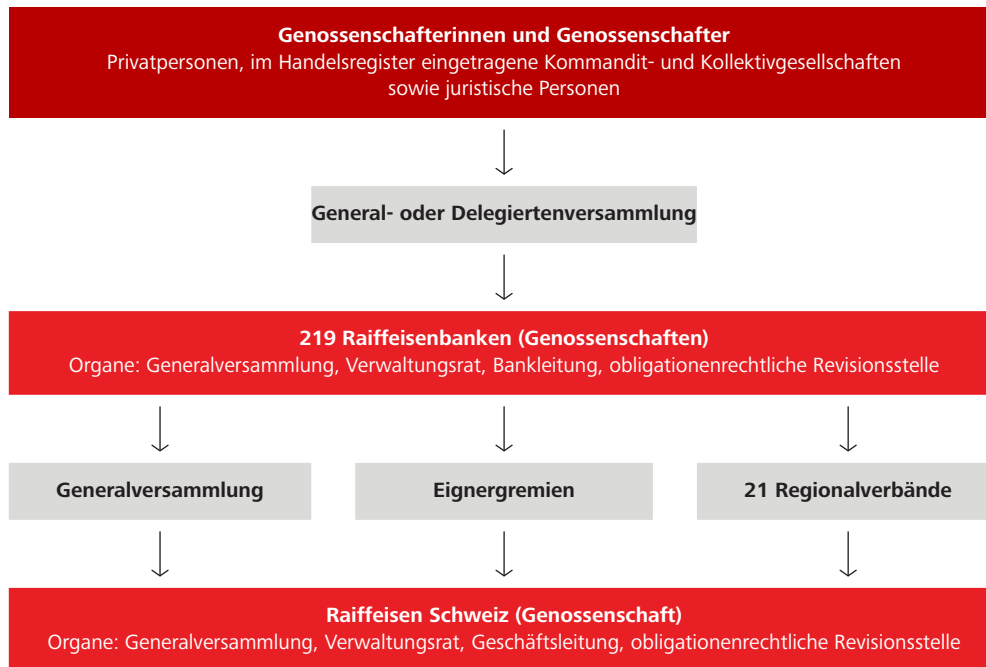 Genossenschafterinnen und Genossenschafter
Privatpersonen, im Handelsregister eingetragene Kommandit- und Kollektivgesellschaften
sowie juristische Personen
General- oder Delegiertenversammlung
219 Raiffeisenbanken (Genossenschaften)
Organe: Generalversammlung, Verwaltungsrat, Bankleitung, obligationenrechtliche Revisionsstelle
Generalversammlung
Eignergremien
21 Regionalverbände
Raiffeisen Schweiz (Genossenschaft)
Organe: Generalversammlung, Verwaltungsrat, Geschäftsleitung, obligationenrechtliche Revisionsstelle